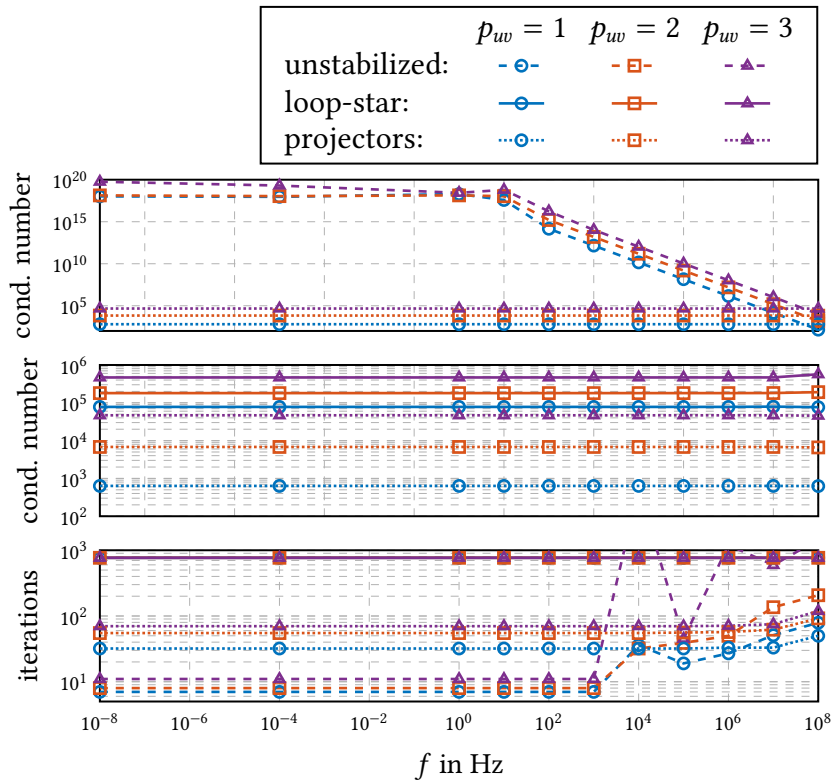 p_uv = 1 p_uv = 2 p_uv = 3
unstabilized:
loop-star:
projectors:
cond. number
10^20
10^15
10^10
10^5
cond. number
10^6
10^5
10^4
10^3
10^2
iterations
10^3
10^2
10^1
10^−8 10^−6 10^−4 10^−2 10^0 10^2 10^4 10^6 10^8
f in Hz